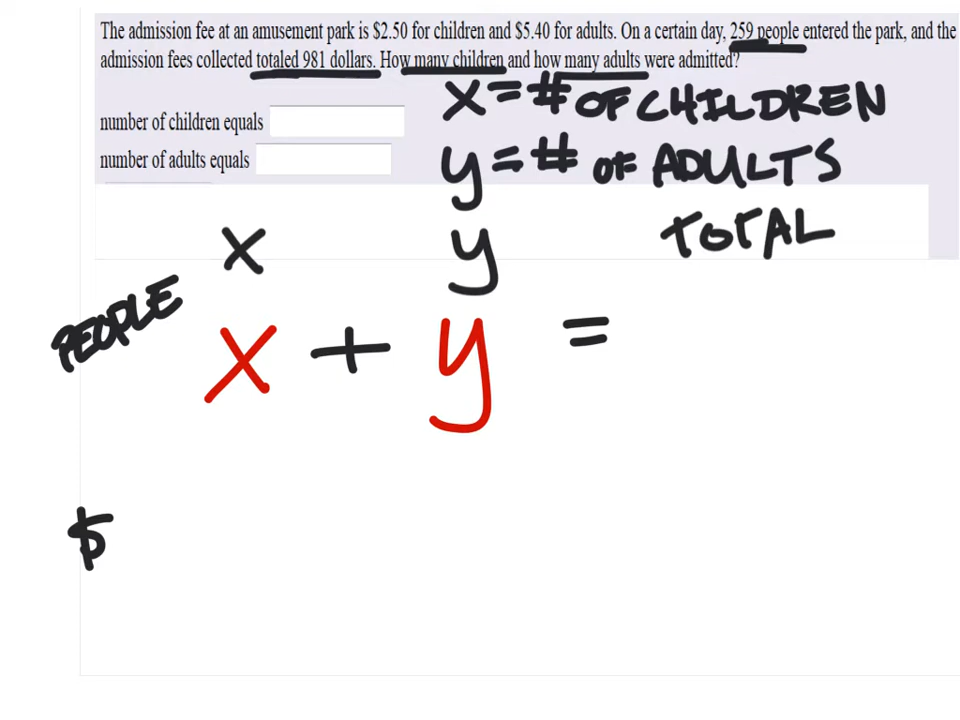 The admission fee at an amusement park is $2.50 for children and $5.40 for adults. On a certain day, 259 people entered the park, and the
admission fees collected totaled 981 dollars. How many children and how many adults were admitted?
x = # OF CHILDREN
number of children equals
y = # OF ADULTS
number of adults equals
x y TOTAL
PEOPLE x + y =
$